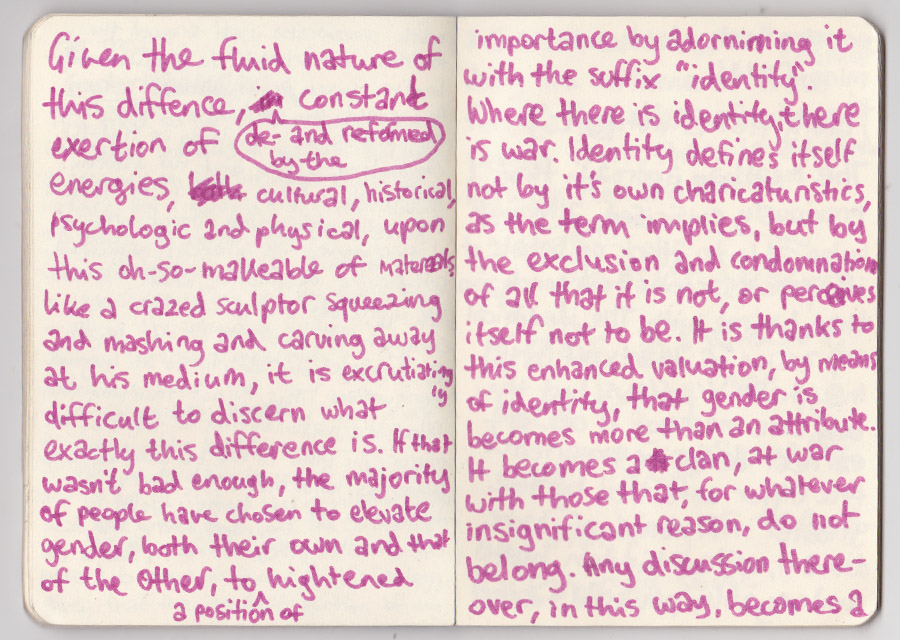 Given the fluid nature of
this diffence, constant
exertion of de- and reformed
by the
energies, cultural, historical,
psychologic and physical, upon
this oh-so-malleable of materials,
like a crazed sculptor squeezing
and mashing and carving away
at his medium, it is excrutiating
ly
difficult to discern what
exactly this difference is. If that
wasn't bad enough, the majority
of people have chosen to elevate
gender, both their own and that
of the Other, to hightened
a position of
importance by adornirning it
with the suffix "identity".
Where there is identity, there
is war. Identity defines itself
not by it's own charicaturistics,
as the term implies, but by
the exclusion and condomnation
of all that it is not, or perceives
itself not to be. It is thanks to
this enhanced valuation, by means
of identity, that gender is
becomes more than an attribute.
It becomes a clan, at war
with those that, for whatever
insignificant reason, do not
belong. Any discussion there-
over, in this way, becomes a